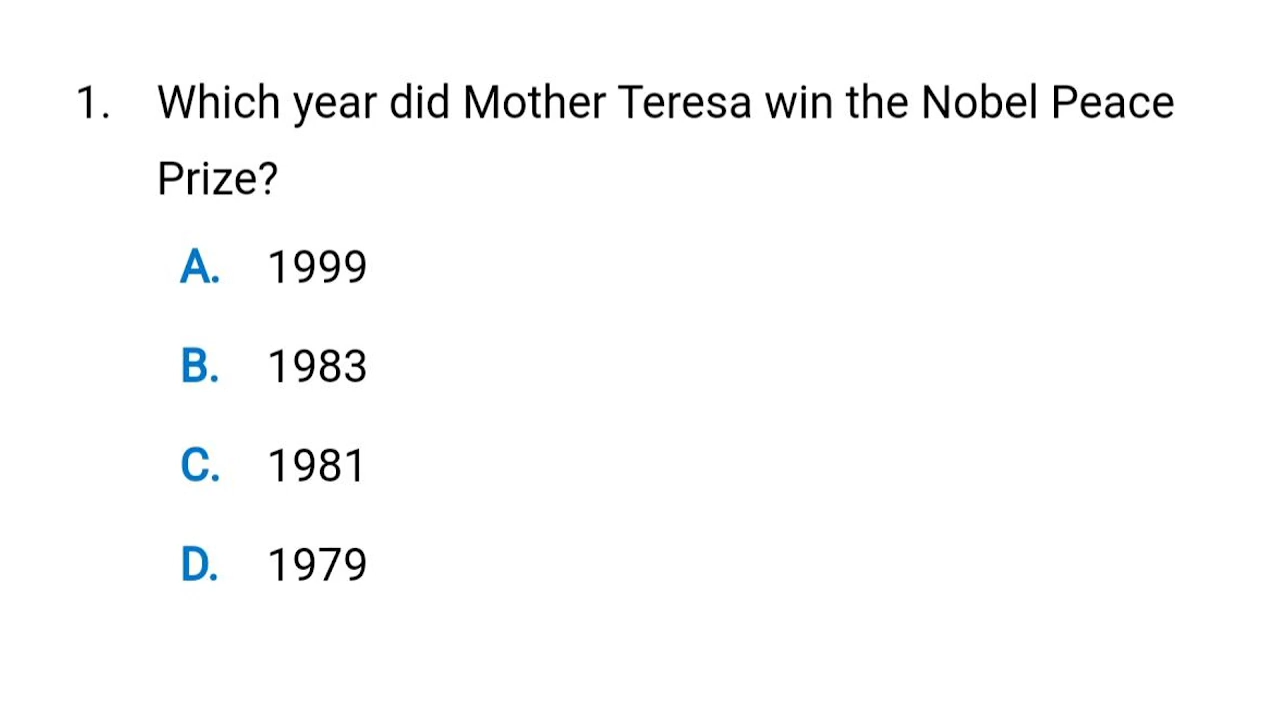 1. Which year did Mother Teresa win the Nobel Peace
Prize?
A. 1999
B. 1983
C. 1981
D. 1979